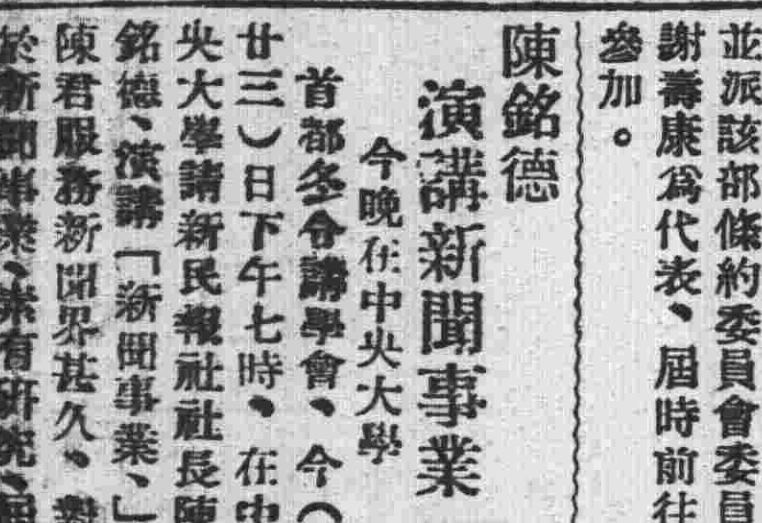 並派該部條約委員會委員
謝壽康爲代表、屆時前往
參加。
陳銘德
演講新聞事業
今晚在中央大學
首都冬令講學會、今（
廿三）日下午七時、在中
央大學請新民報社社長陳
銘德、演講「新聞事業、」
陳君服務新聞界甚久、對
於新聞事業、素有研究、屆